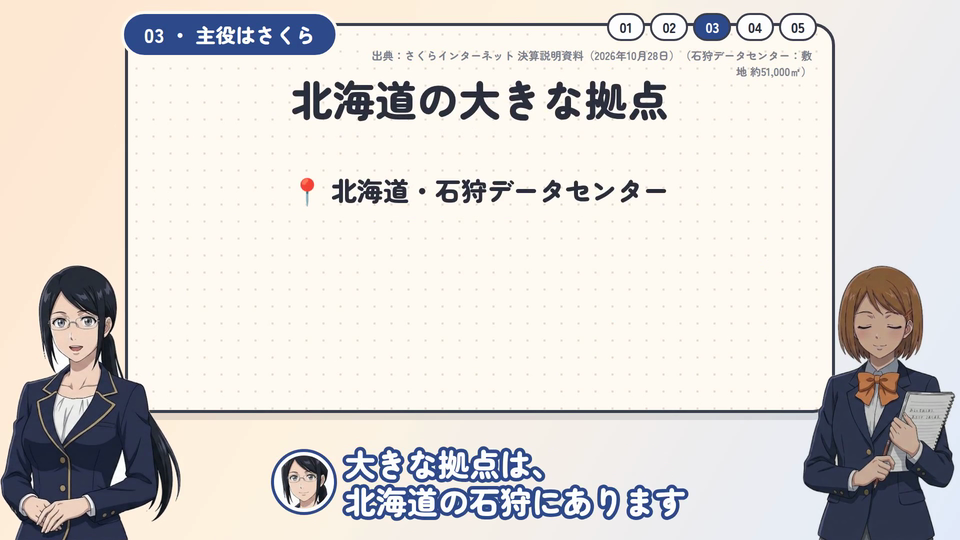 03 ・ 主役はさくら
01 02 03 04 05
出典：さくらインターネット 決算説明資料（2026年10月28日）（石狩データセンター：敷
地 約51,000㎡）
北海道の大きな拠点
📍 北海道・石狩データセンター
大きな拠点は、
北海道の石狩にあります